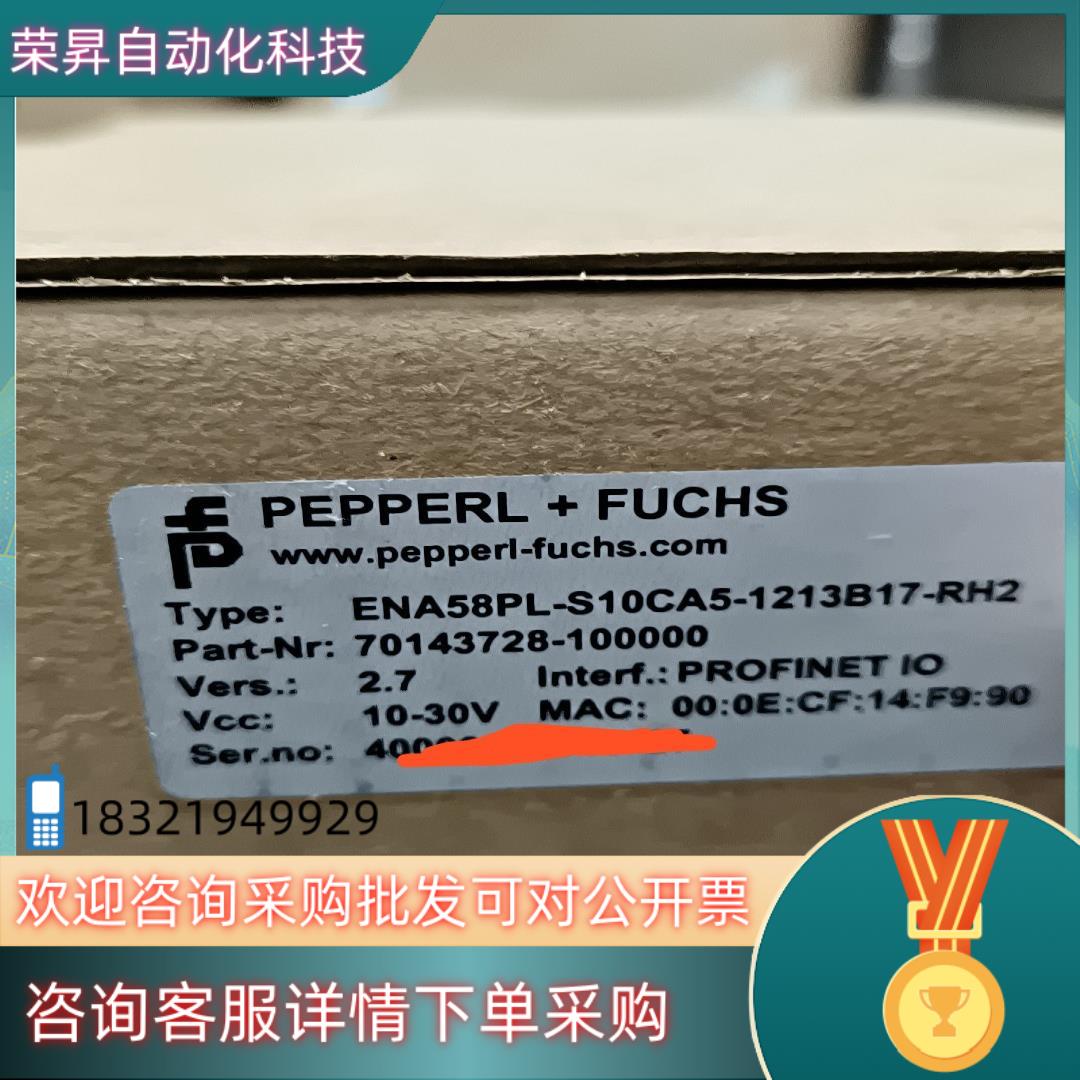 荣昇自动化科技
PEPPERL + FUCHS
www.pepperl-fuchs.com
Type: ENA58PL-S10CA5-1213B17-RH2
Part-Nr: 70143728-100000
Vers.: 2.7 Interf.: PROFINET IO
Vcc: 10-30V MAC: 00:0E:CF:14:F9:90
Ser.no:
18321949929
欢迎咨询采购批发可对公开票
咨询客服详情下单采购